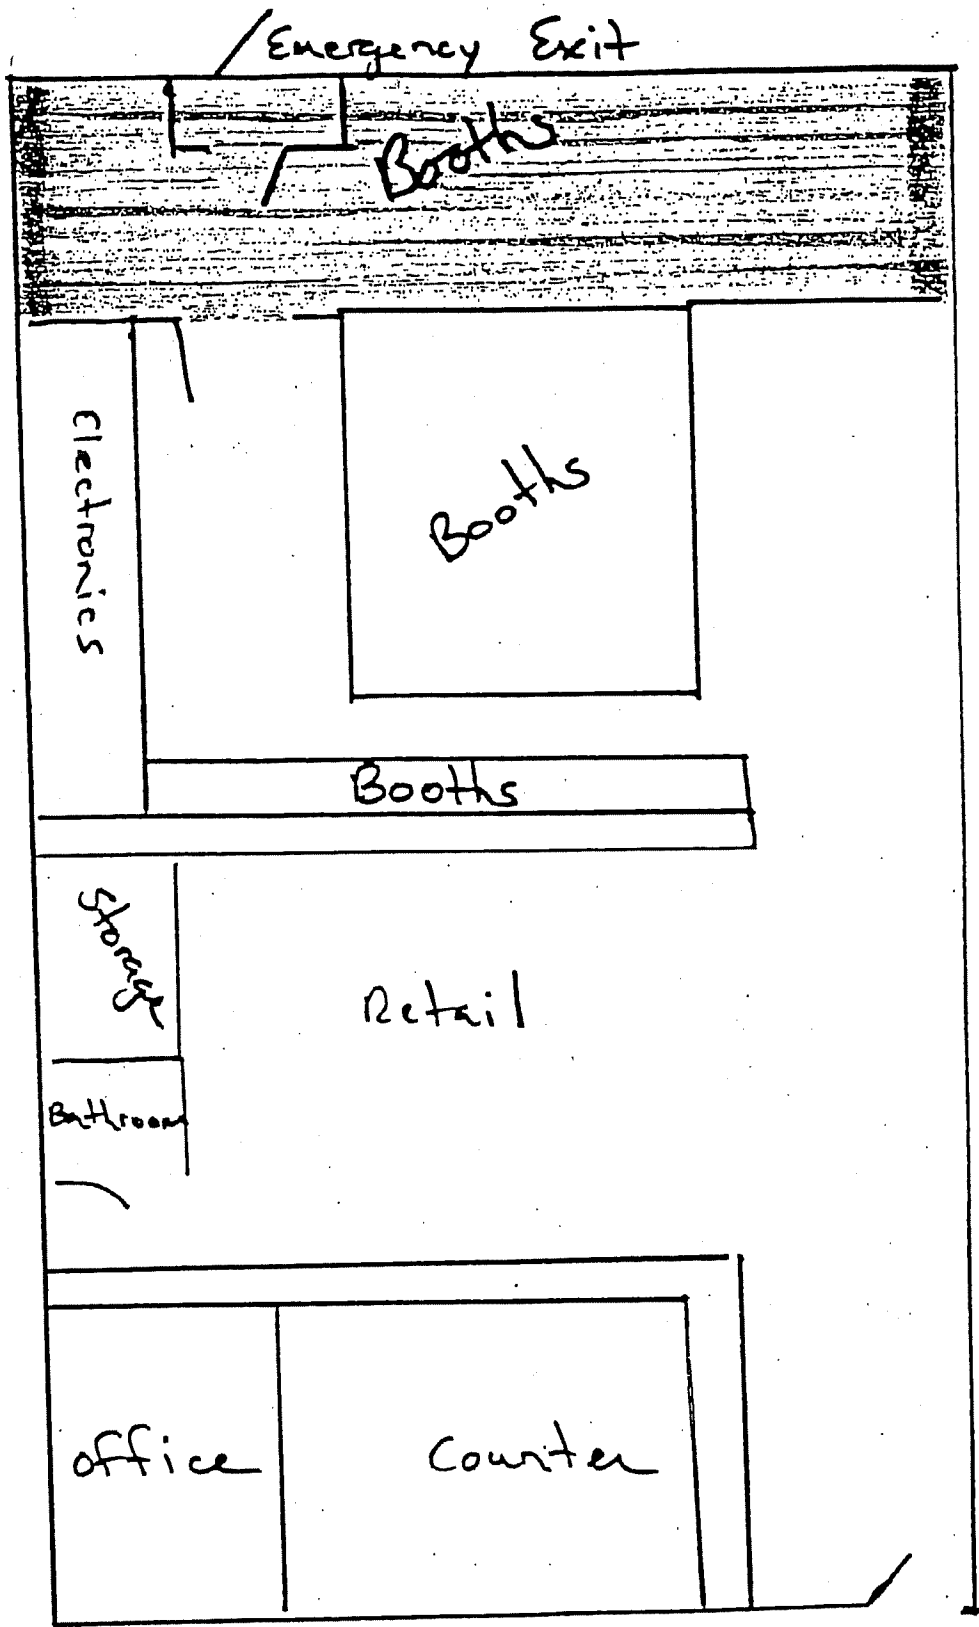 Emergency Exit
Booths
Electronics
Booths
Booths
Storage
Retail
Bathroom
Office
Counter